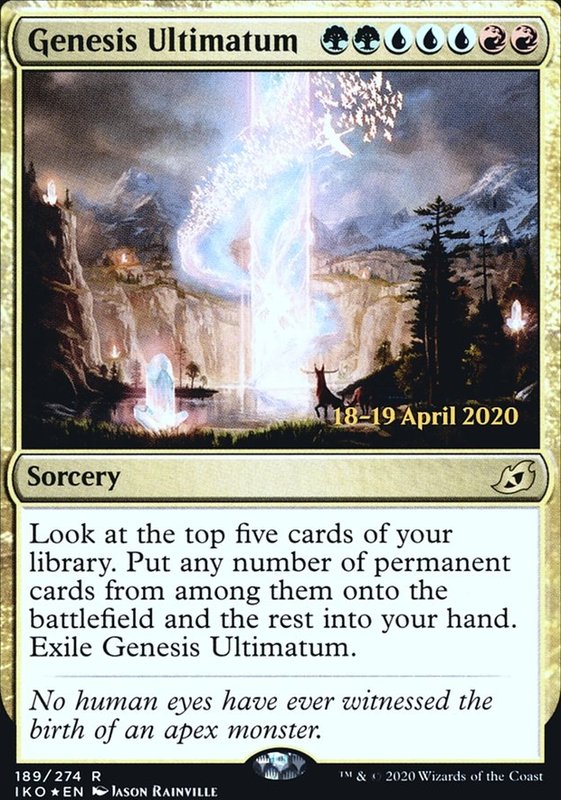 Genesis Ultimatum
18–19 April 2020
Sorcery
Look at the top five cards of your
library. Put any number of permanent
cards from among them onto the
battlefield and the rest into your hand.
Exile Genesis Ultimatum.
No human eyes have ever witnessed the
birth of an apex monster.
189/274 R
IKO★EN Jason Rainville
™ & © 2020 Wizards of the Coast